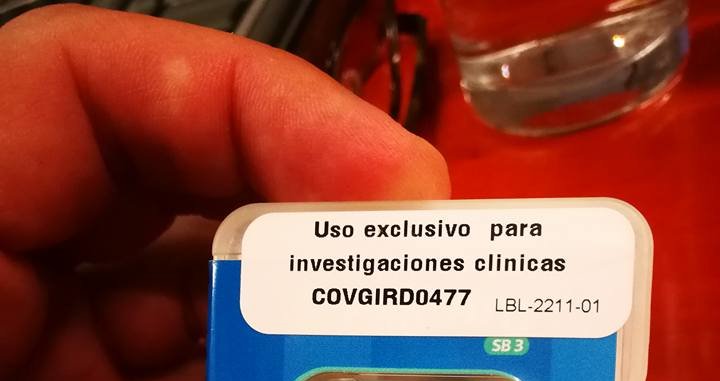 Uso exclusivo para
investigaciones clinicas
COVGIRD0477 LBL-2211-01
SB 3